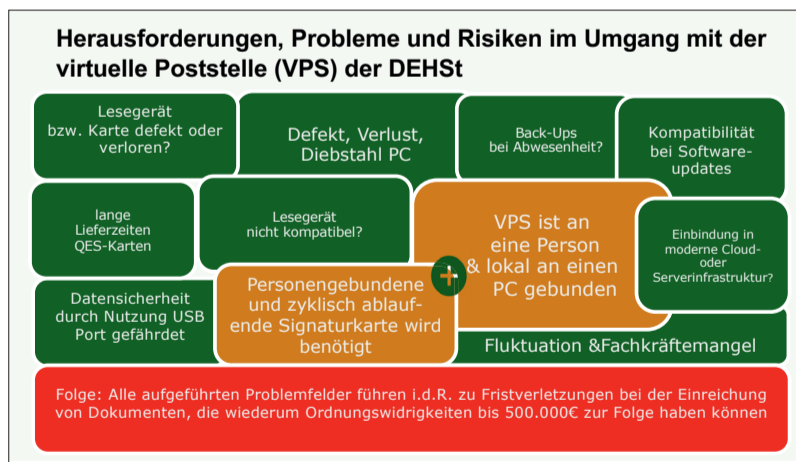 Herausforderungen, Probleme und Risiken im Umgang mit der
virtuelle Poststelle (VPS) der DEHSt
Lesegerät
bzw. Karte defekt oder
verloren?
Defekt, Verlust,
Diebstahl PC
Back-Ups
bei Abwesenheit?
Kompatibilität
bei Software-
updates
lange
Lieferzeiten
QES-Karten
Lesegerät
nicht kompatibel?
VPS ist an
eine Person
& lokal an einen
PC gebunden
Einbindung in
moderne Cloud-
oder
Serverinfrastruktur?
Datensicherheit
durch Nutzung USB
Port gefährdet
Personengebundene
und zyklisch ablauf-
ende Signaturkarte wird
benötigt
+
Fluktuation &Fachkräftemangel
Folge: Alle aufgeführten Problemfelder führen i.d.R. zu Fristverletzungen bei der Einreichung
von Dokumenten, die wiederum Ordnungswidrigkeiten bis 500.000€ zur Folge haben können